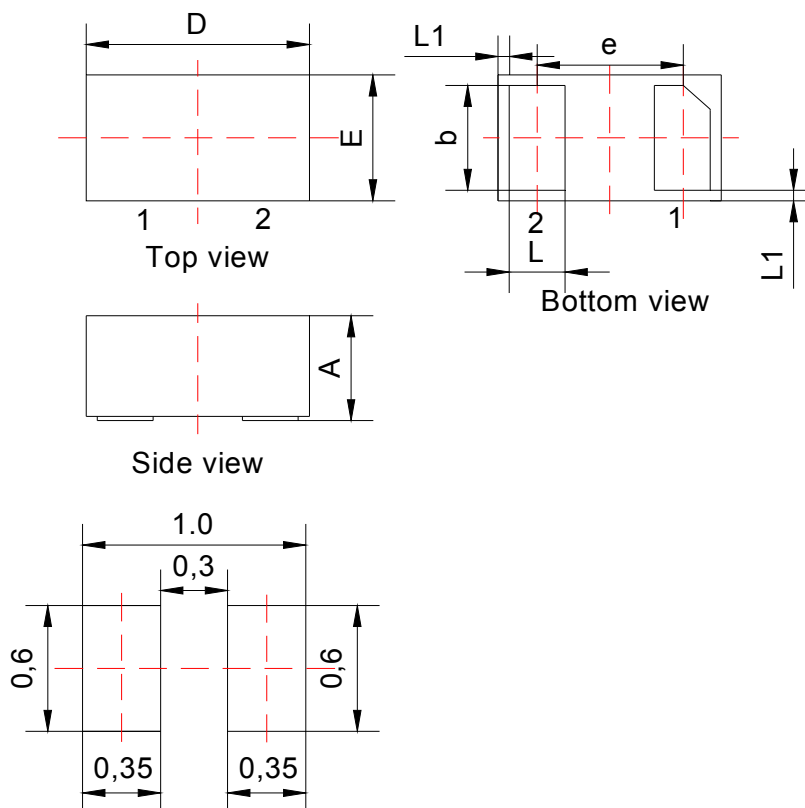 D
E
1 2
Top view
L1
e
b
2 1
L
L1
Bottom view
A
Side view
1.0
0,3
0,6
0,6
0,35
0,35